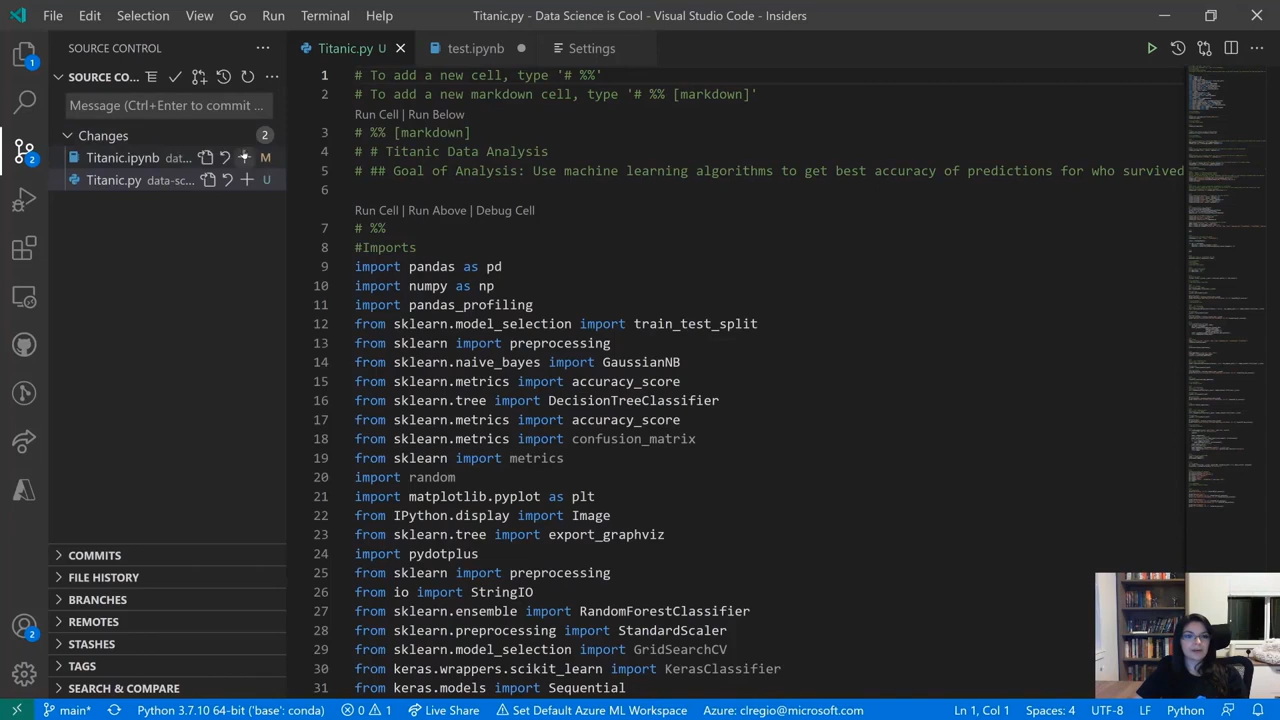 File Edit Selection View Go Run Terminal Help
Titanic.py - Data Science is Cool - Visual Studio Code - Insiders
SOURCE CONTROL
Titanic.py U
test.ipynb
Settings
SOURCE CO...
Message (Ctrl+Enter to commit ...
Changes 2
Titanic.ipynb dat... M
Titanic.py data-sc... U
COMMITS
FILE HISTORY
BRANCHES
REMOTES
STASHES
TAGS
SEARCH & COMPARE
1
2
2
1 # To add a new cell, type '# %%'
2 # To add a new markdown cell, type '# %% [markdown]'
Run Cell | Run Below
3 # %% [markdown]
4 # # Titanic Data Analysis
5 # ## Goal of Analysis: Use machine learning algorithms to get best accuracy of predictions for who survived
6
Run Cell | Run Above | Debug Cell
7 # %%
8 #Imports
9 import pandas as pd
10 import numpy as np
11 import pandas_profiling
12 from sklearn.model_selection import train_test_split
13 from sklearn import preprocessing
14 from sklearn.naive_bayes import GaussianNB
15 from sklearn.metrics import accuracy_score
16 from sklearn.tree import DecisionTreeClassifier
17 from sklearn.metrics import accuracy_score
18 from sklearn.metrics import confusion_matrix
19 from sklearn import metrics
20 import random
21 import matplotlib.pyplot as plt
22 from IPython.display import Image
23 from sklearn.tree import export_graphviz
24 import pydotplus
25 from sklearn import preprocessing
26 from io import StringIO
27 from sklearn.ensemble import RandomForestClassifier
28 from sklearn.preprocessing import StandardScaler
29 from sklearn.model_selection import GridSearchCV
30 from keras.wrappers.scikit_learn import KerasClassifier
31 from keras.models import Sequential
main* Python 3.7.10 64-bit ('base': conda) 0 1 Live Share Set Default Azure ML Workspace Azure: clregio@microsoft.com Ln 1, Col 1 Spaces: 4 UTF-8 LF Python